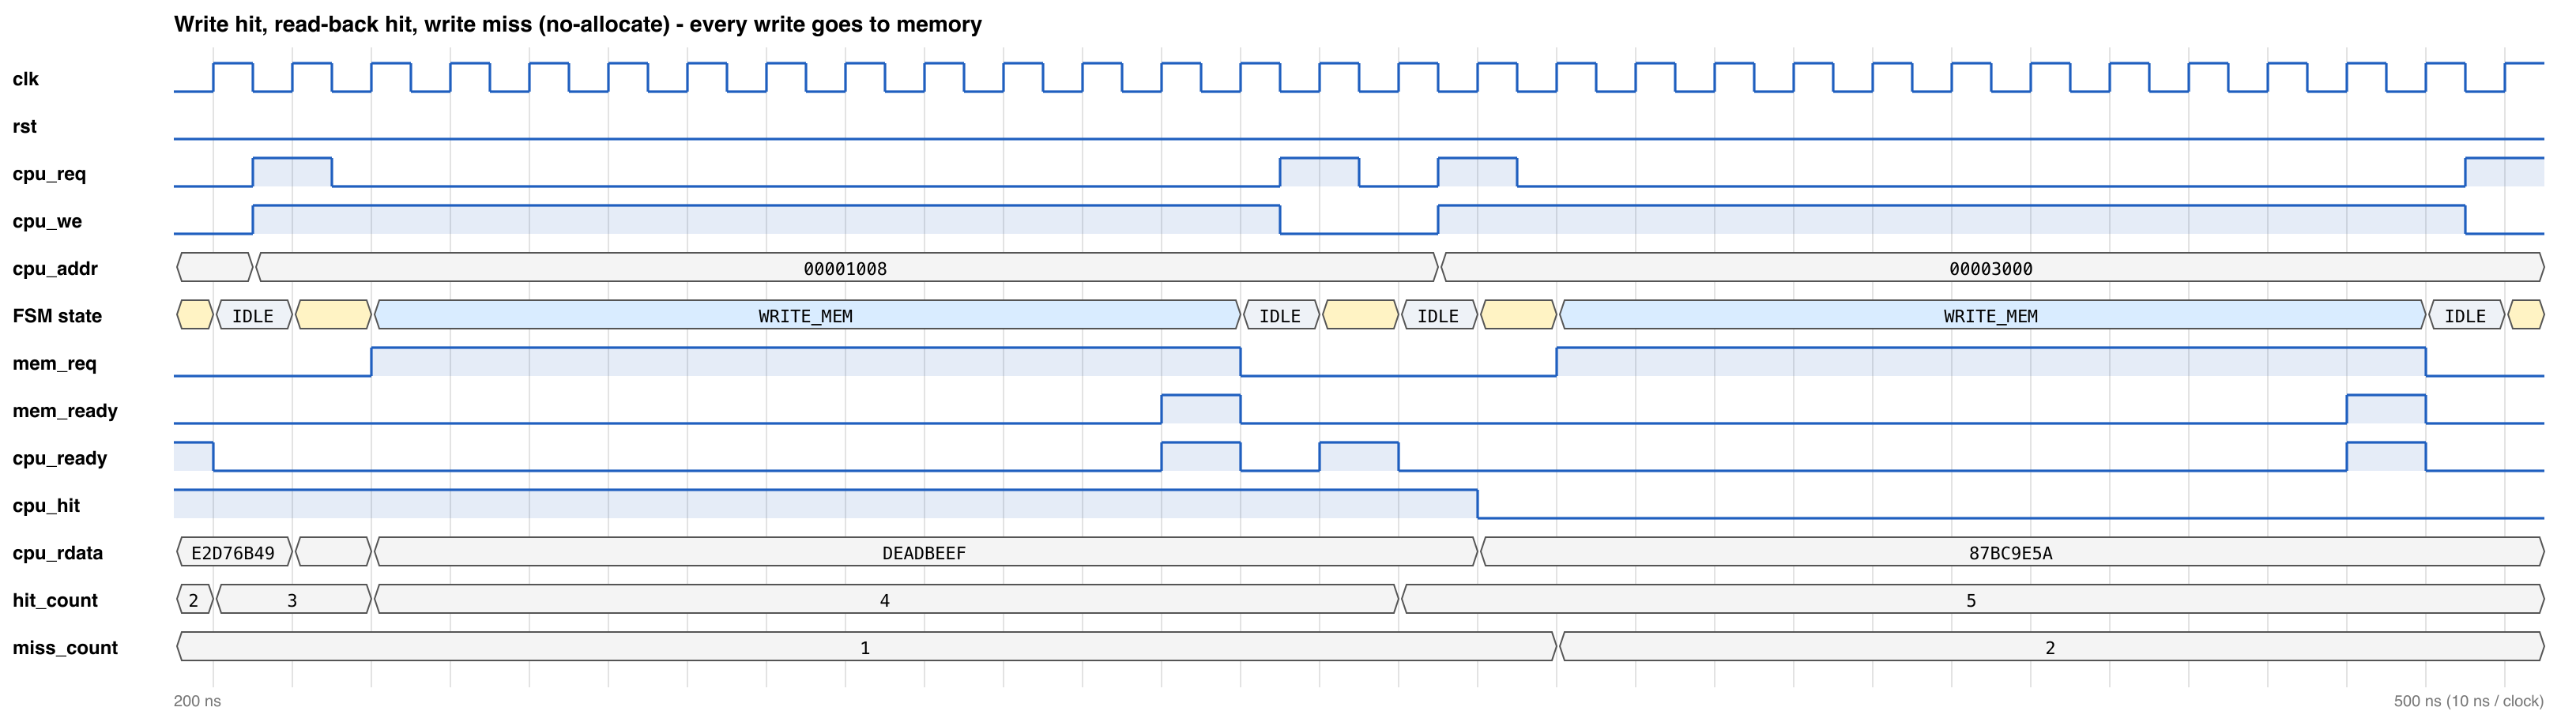 Write hit, read-back hit, write miss (no-allocate) - every write goes to memory
clk
rst
cpu_req
cpu_we
cpu_addr 00001008 00003000
FSM state IDLE WRITE_MEM IDLE IDLE WRITE_MEM IDLE
mem_req
mem_ready
cpu_ready
cpu_hit
cpu_rdata E2D76B49 DEADBEEF 87BC9E5A
hit_count 2 3 4 5
miss_count 1 2
200 ns 500 ns (10 ns / clock)